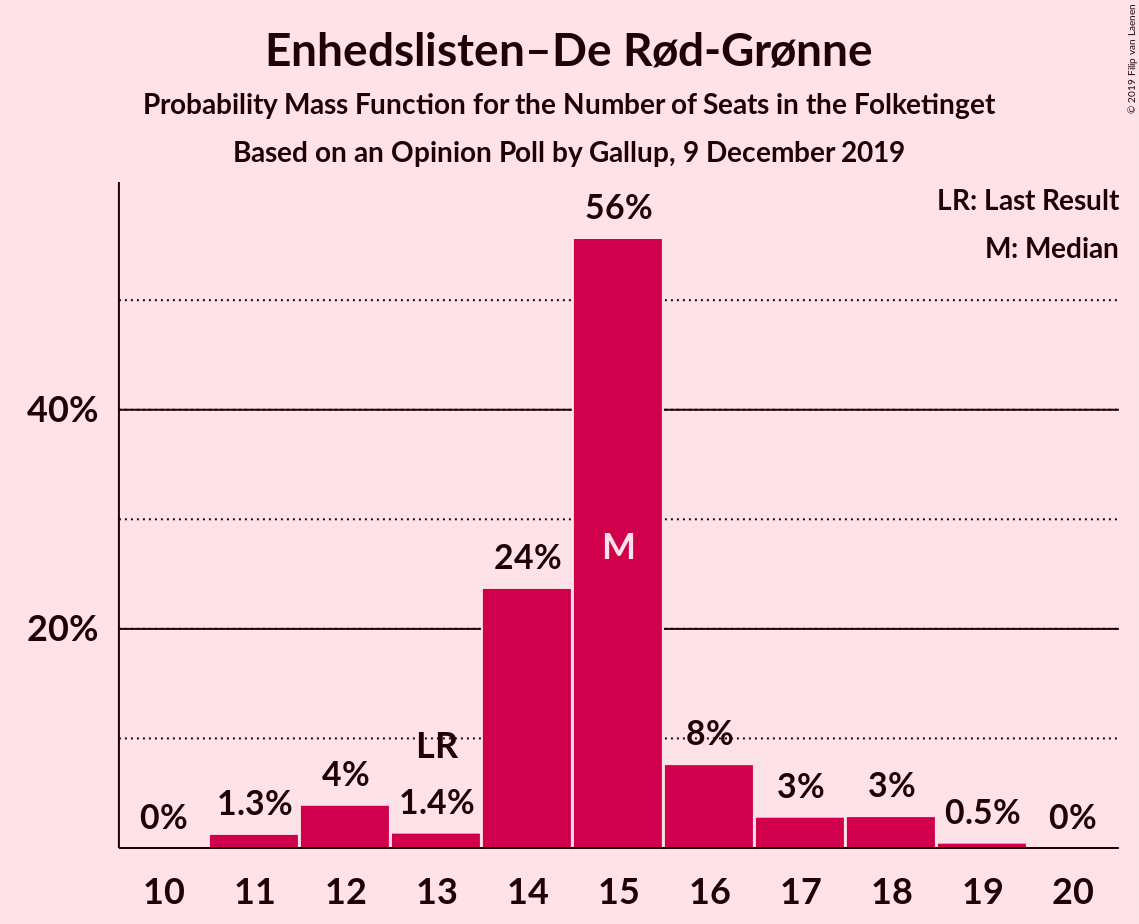 Enhedslisten–De Rød-Grønne
Probability Mass Function for the Number of Seats in the Folketinget
Based on an Opinion Poll by Gallup, 9 December 2019
© 2019 Filip van Laenen
LR: Last Result
M: Median
56%
40%
24%
M
20%
LR
8%
4%
3%
3%
1.3%
1.4%
0.5%
0%
0%
10 11 12 13 14 15 16 17 18 19 20